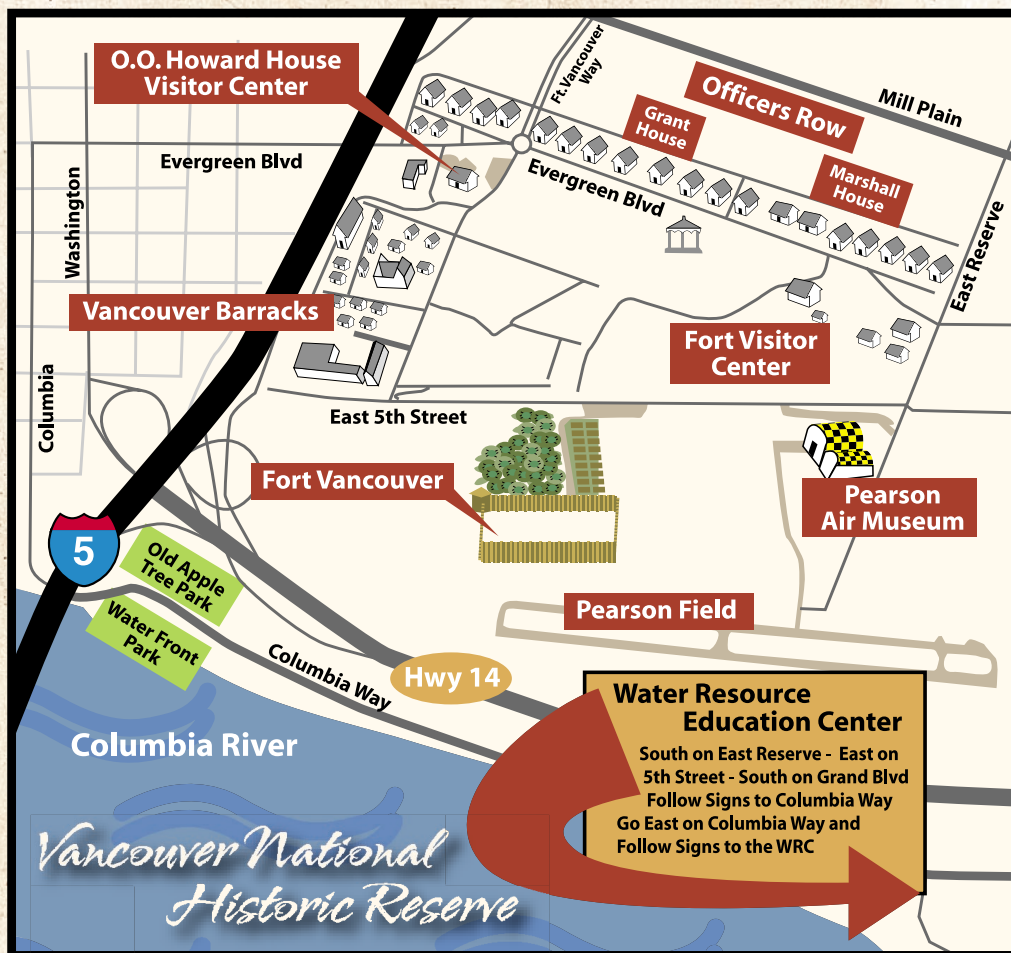 O.O. Howard House
Visitor Center
Ft. Vancouver
Way
Officers Row
Mill Plain
Grant
House
Marshall
House
Evergreen Blvd
Evergreen Blvd
Washington
East Reserve
Vancouver Barracks
Fort Visitor
Center
Columbia
East 5th Street
Fort Vancouver
Pearson
Air Museum
5
Old Apple
Tree Park
Water Front
Park
Pearson Field
Columbia Way
Hwy 14
Columbia River
Water Resource
Education Center
South on East Reserve - East on
5th Street - South on Grand Blvd
Follow Signs to Columbia Way
Go East on Columbia Way and
Follow Signs to the WRC
Vancouver National
Historic Reserve